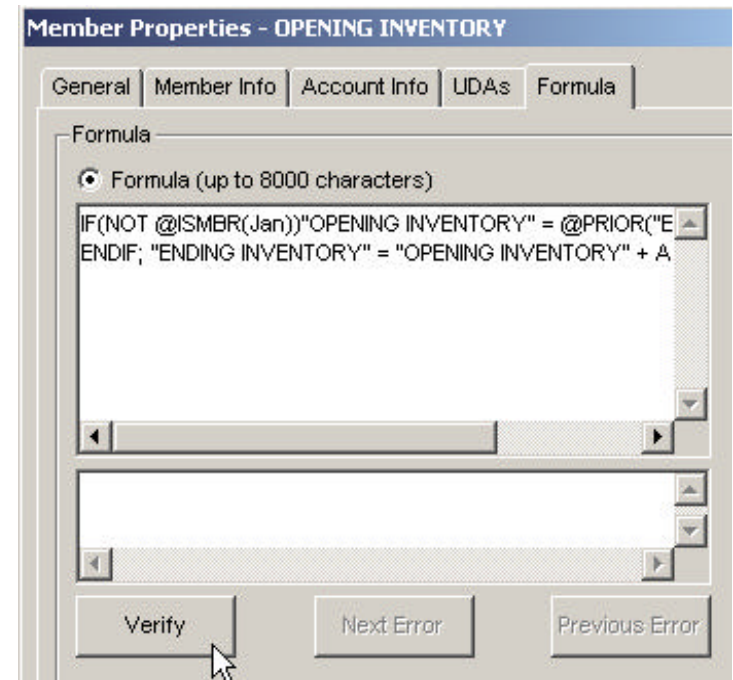 Member Properties - OPENING INVENTORY
General Member Info Account Info UDAs Formula
Formula
Formula (up to 8000 characters)
IF(NOT @ISMBR(Jan))"OPENING INVENTORY" = @PRIOR("E
ENDIF; "ENDING INVENTORY" = "OPENING INVENTORY" + A
Verify Next Error Previous Error